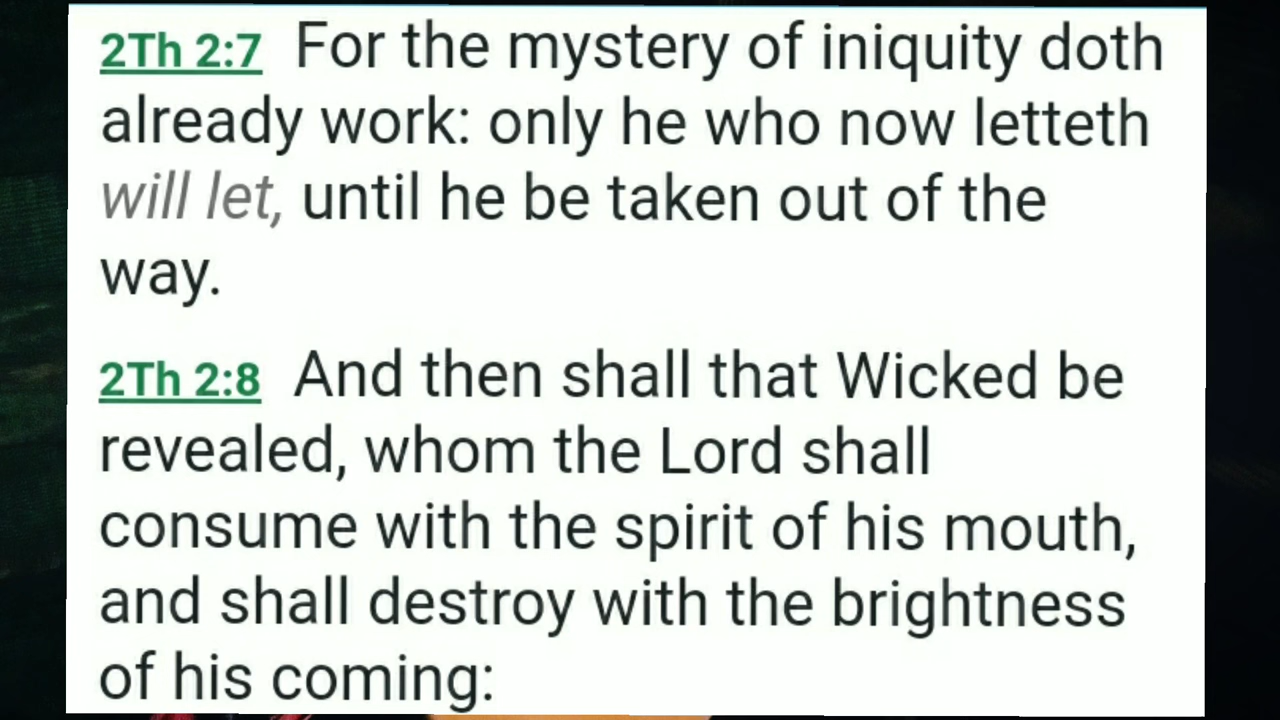 2Th 2:7 For the mystery of iniquity doth
already work: only he who now letteth
will let, until he be taken out of the
way.
2Th 2:8 And then shall that Wicked be
revealed, whom the Lord shall
consume with the spirit of his mouth,
and shall destroy with the brightness
of his coming: